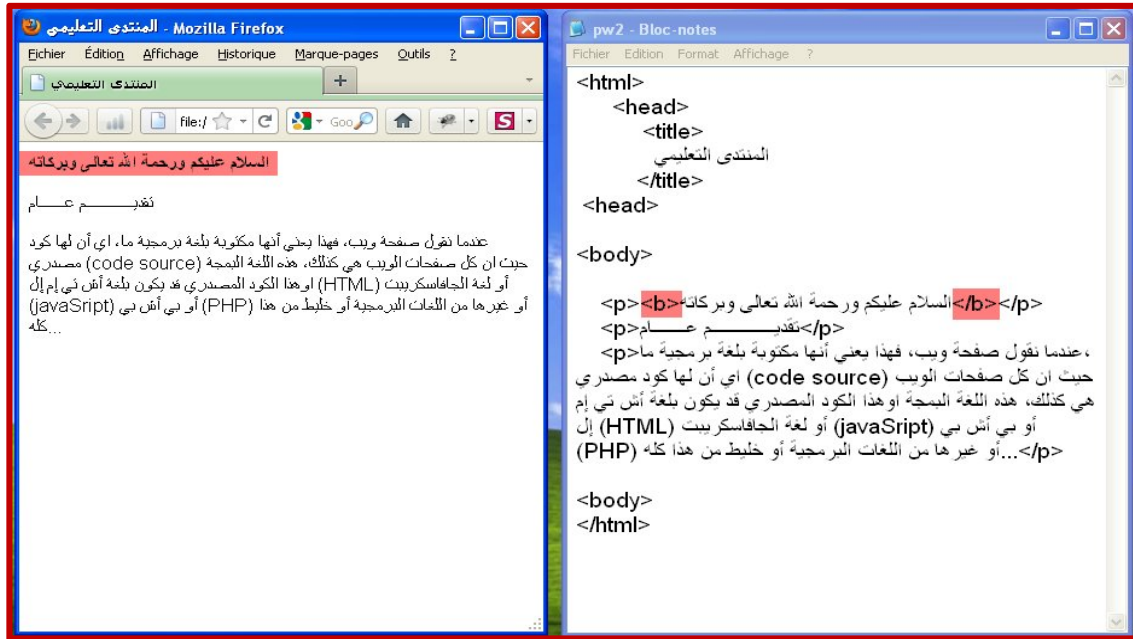 المنتدى التعليمي - Mozilla Firefox
Fichier Édition Affichage Historique Marque-pages Outils ?
المنتدى التعليمي
file:/ Goo
السلام عليكم ورحمة الله تعالى وبركاته
تقديـــــــــم عـــــام
عندما نقول صفحة ويب، فهذا يعني أنها مكتوبة بلغة برمجية ما، اي أن لها كود
حيث ان كل صفحات الويب هي كذلك، هذه اللغة البمجة (code source) مصدري
أو لغة الجافاسكريبت (HTML) اوهذا الكود المصدري قد يكون بلغة أش تي إم إل
أو غيرها من اللغات البرمجية أو خليط من هذا (PHP) أو بي أش بي (javaSript)
كله...
pw2 - Bloc-notes
Fichier Edition Format Affichage ?
<html>
<head>
<title>
المنتدى التعليمي
</title>
<head>
<body>
<p><b>السلام عليكم ورحمة الله تعالى وبركاته</b></p>
<p>تقديـــــــــم عـــــام</p>
<p>عندما نقول صفحة ويب، فهذا يعني أنها مكتوبة بلغة برمجية ما،
حيث ان كل صفحات الويب (code source) اي أن لها كود مصدري
هي كذلك، هذه اللغة البمجة اوهذا الكود المصدري قد يكون بلغة أش تي إم
أو بي أش بي (javaSript) أو لغة الجافاسكريبت (HTML) إل
(PHP) أو غيرها من اللغات البرمجية أو خليط من هذا كله...</p>
<body>
</html>